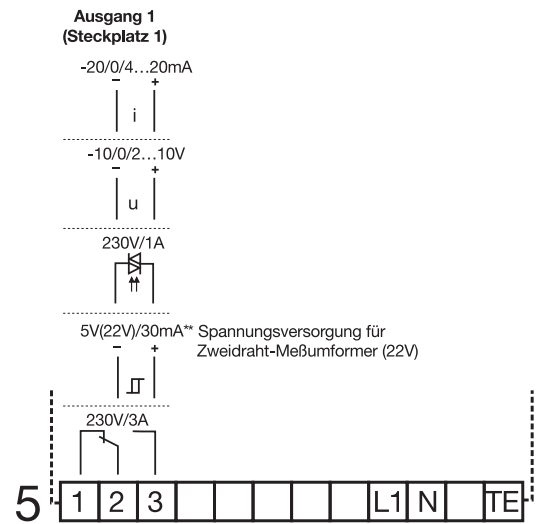 Ausgang 1
(Steckplatz 1)
-20/0/4...20mA
− +
i
-10/0/2...10V
− +
u
230V/1A
5V(22V)/30mA** Spannungsversorgung für
− + Zweidraht-Meßumformer (22V)
230V/3A
5 1 2 3 L1 N TE